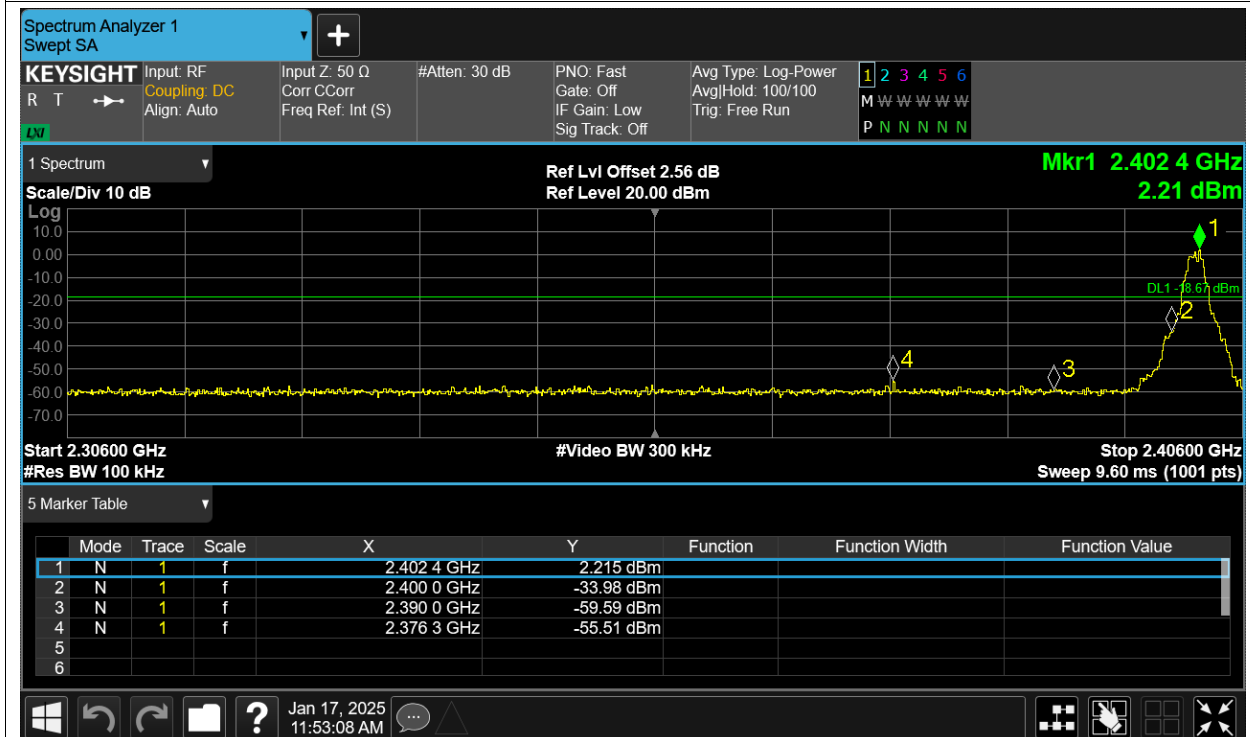 Spectrum Analyzer 1
Swept SA
+
KEYSIGHT
R T
LXI
Input: RF
Coupling: DC
Align: Auto
Input Z: 50 Ω
Corr CCorr
Freq Ref: Int (S)
#Atten: 30 dB
PNO: Fast
Gate: Off
IF Gain: Low
Sig Track: Off
Avg Type: Log-Power
Avg|Hold: 100/100
Trig: Free Run
1 2 3 4 5 6
M W W W W W
P N N N N N
1 Spectrum
Scale/Div 10 dB
Ref Lvl Offset 2.56 dB
Ref Level 20.00 dBm
Mkr1 2.402 4 GHz
2.21 dBm
Log
10.0
0.00
-10.0
-20.0
-30.0
-40.0
-50.0
-60.0
-70.0
1
DL1 -18.67 dBm
2
4
3
Start 2.30600 GHz
#Res BW 100 kHz
#Video BW 300 kHz
Stop 2.40600 GHz
Sweep 9.60 ms (1001 pts)
5 Marker Table
Mode Trace Scale X Y Function Function Width Function Value
1 N 1 f 2.402 4 GHz 2.215 dBm
2 N 1 f 2.400 0 GHz -33.98 dBm
3 N 1 f 2.390 0 GHz -59.59 dBm
4 N 1 f 2.376 3 GHz -55.51 dBm
5
6
?
Jan 17, 2025
11:53:08 AM